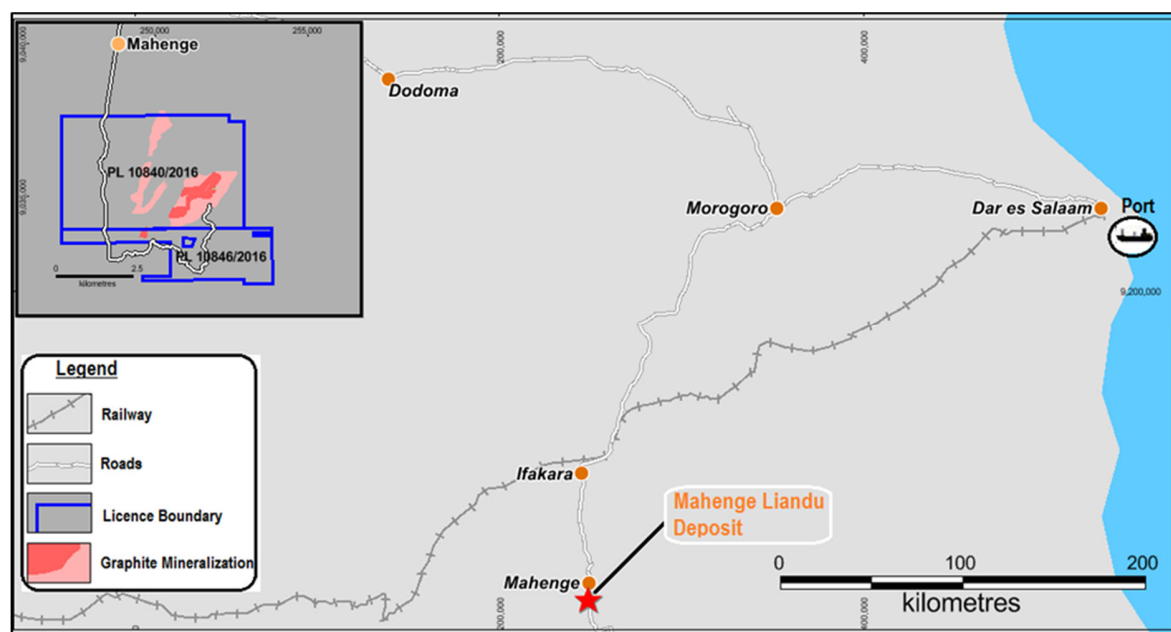 250,000
255,000
9,040,000
Mahenge
PL 10840/2016
9,035,000
PL 10846/2016
0
2.5
kilometres
200,000
400,000
Dodoma
Morogoro
Dar es Salaam
Port
9,200,000
Legend
Railway
Roads
Licence Boundary
Graphite Mineralization
Ifakara
Mahenge Liandu
Deposit
Mahenge
0
100
200
kilometres
200,000
400,000